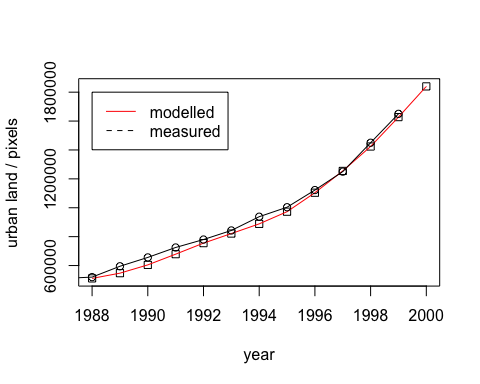 urban land / pixels
600000 1200000 1800000
modelled
measured
1988 1990 1992 1994 1996 1998 2000
year